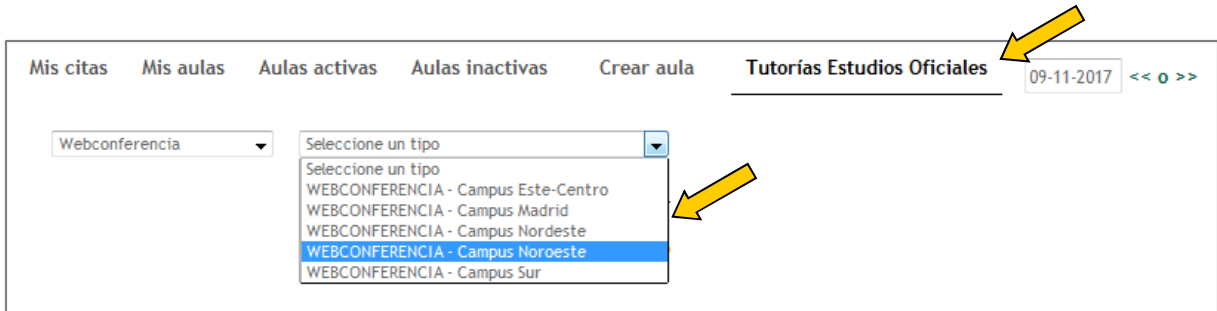 Mis citas Mis aulas Aulas activas Aulas inactivas Crear aula Tutorías Estudios Oficiales 09-11-2017 << o >>
Webconferencia Seleccione un tipo
Seleccione un tipo
WEBCONFERENCIA - Campus Este-Centro
WEBCONFERENCIA - Campus Madrid
WEBCONFERENCIA - Campus Nordeste
WEBCONFERENCIA - Campus Noroeste
WEBCONFERENCIA - Campus Sur